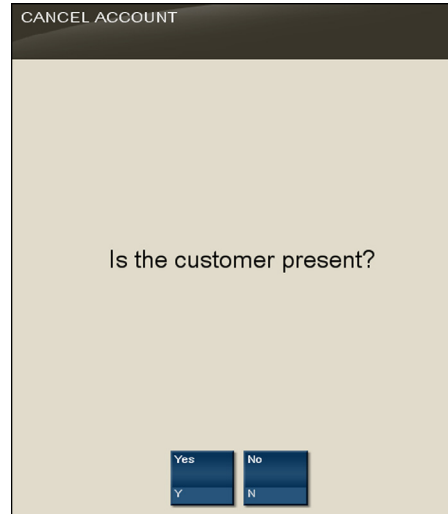 CANCEL ACCOUNT
Is the customer present?
Yes
Y
No
N